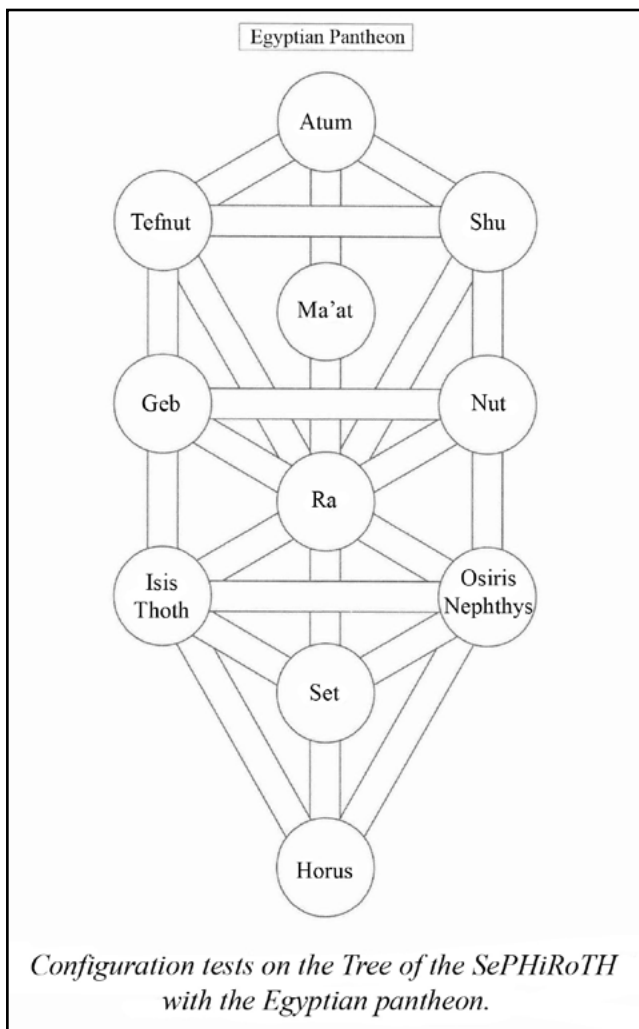 Egyptian Pantheon
Atum
Tefnut
Shu
Ma'at
Geb
Nut
Ra
Isis
Thoth
Osiris
Nephthys
Set
Horus
Configuration tests on the Tree of the SePHiRoTH
with the Egyptian pantheon.